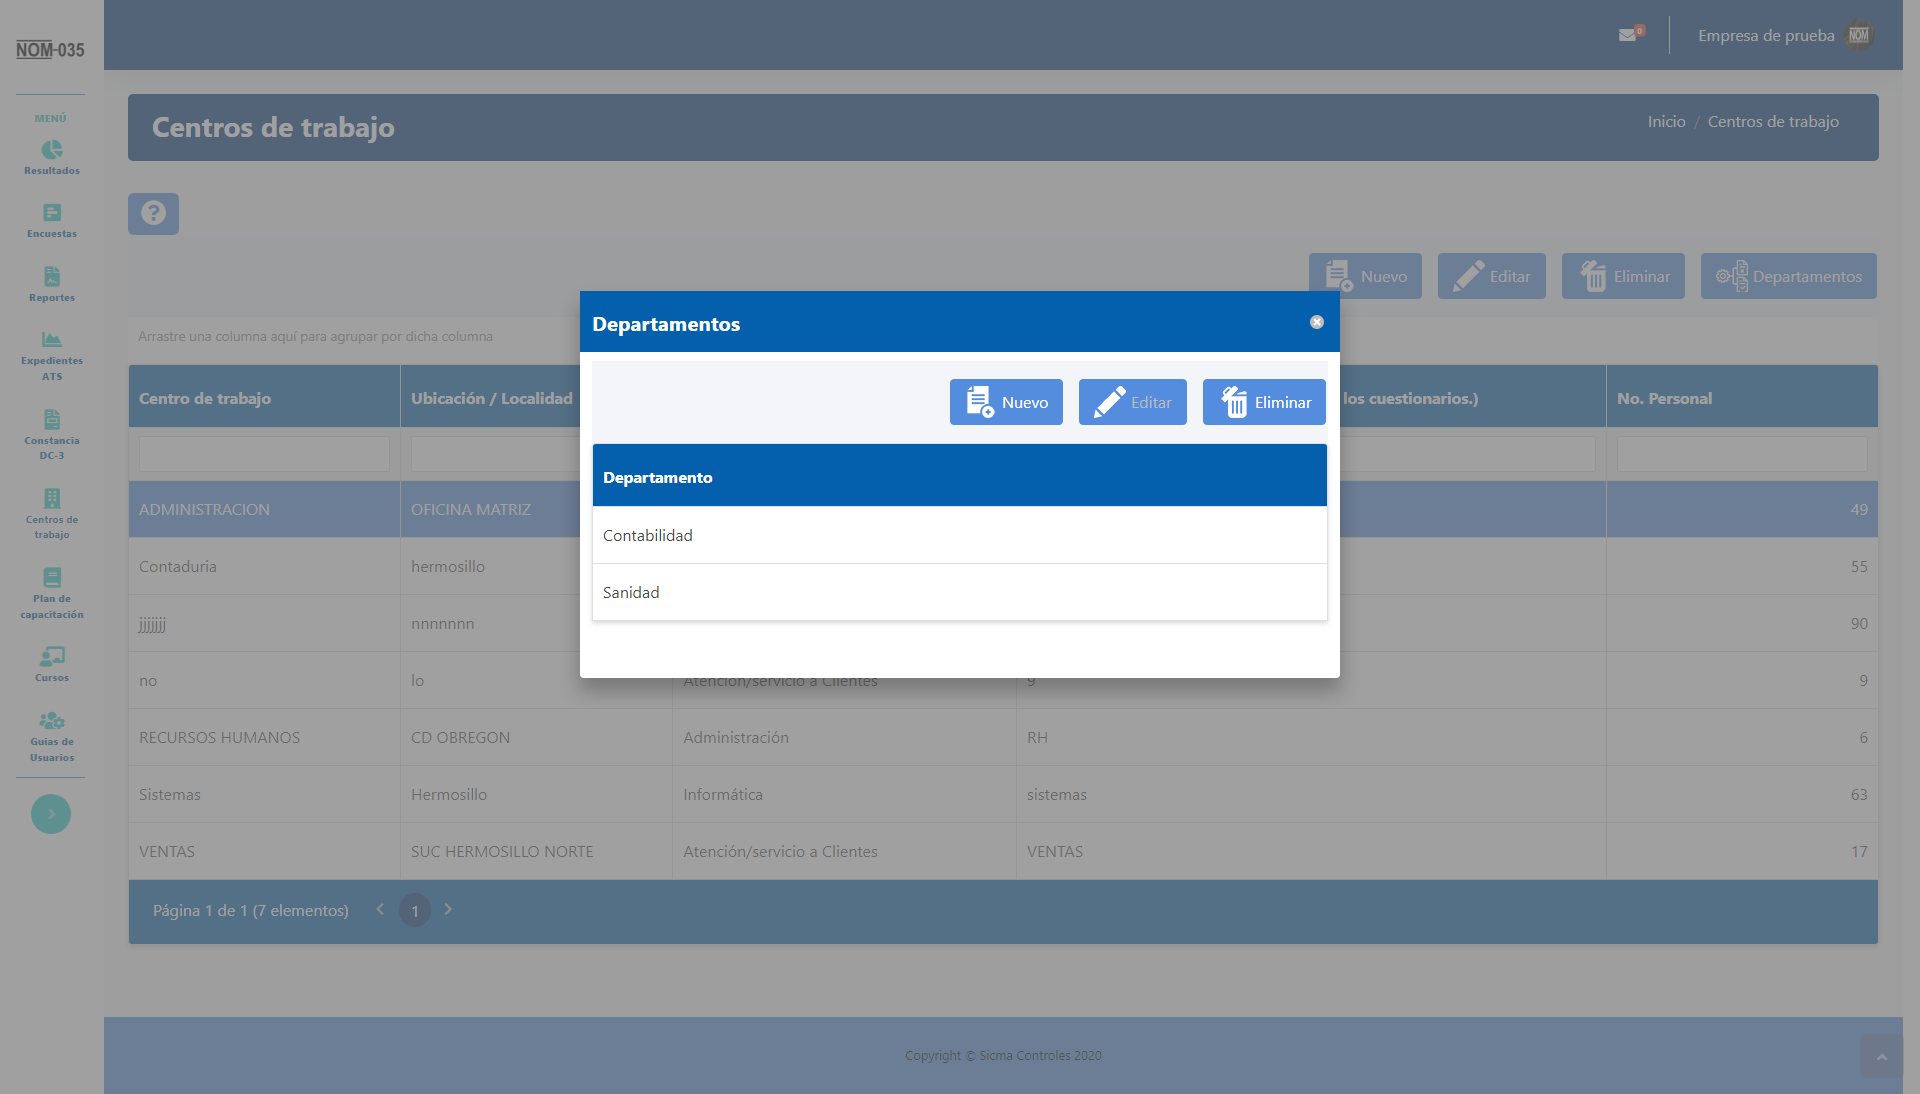 NOM-035
0
Empresa de prueba
NOM
MENÚ
Resultados
Encuestas
Reportes
Expedientes
ATS
Constancia
DC-3
Centros de
trabajo
Plan de
capacitación
Cursos
Guias de
Usuarios
Centros de trabajo
Inicio / Centros de trabajo
?
Nuevo
Editar
Eliminar
Departamentos
Arrastre una columna aquí para agrupar por dicha columna
Departamentos
Nuevo
Editar
Eliminar
Departamento
Contabilidad
Sanidad
Centro de trabajo
Ubicación / Localidad
los cuestionarios.)
No. Personal
ADMINISTRACION OFICINA MATRIZ 49
Contaduria hermosillo 55
jjjjjjj nnnnnnn 90
no lo Atención/servicio a Clientes 9 9
RECURSOS HUMANOS CD OBREGON Administración RH 6
Sistemas Hermosillo Informática sistemas 63
VENTAS SUC HERMOSILLO NORTE Atención/servicio a Clientes VENTAS 17
Página 1 de 1 (7 elementos) 1
Copyright © Sicma Controles 2020